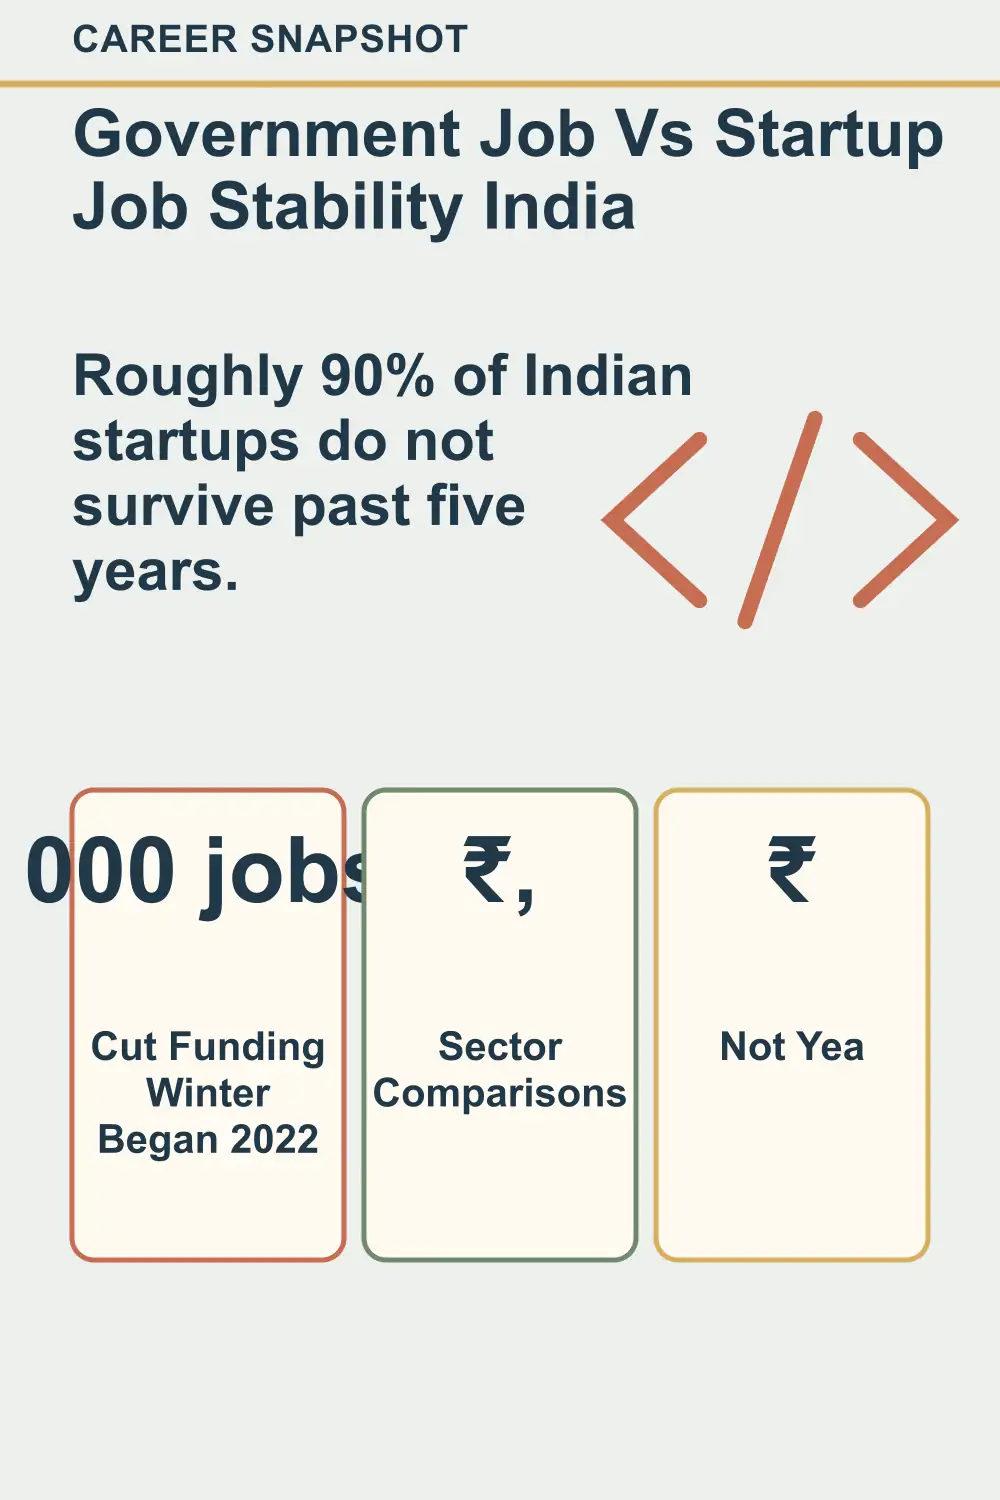 CAREER SNAPSHOT
Government Job Vs Startup
Job Stability India
Roughly 90% of Indian
startups do not
survive past five
years.
000 jobs
Cut Funding
Winter
Began 2022
₹,
Sector
Comparisons
₹
Not Yea